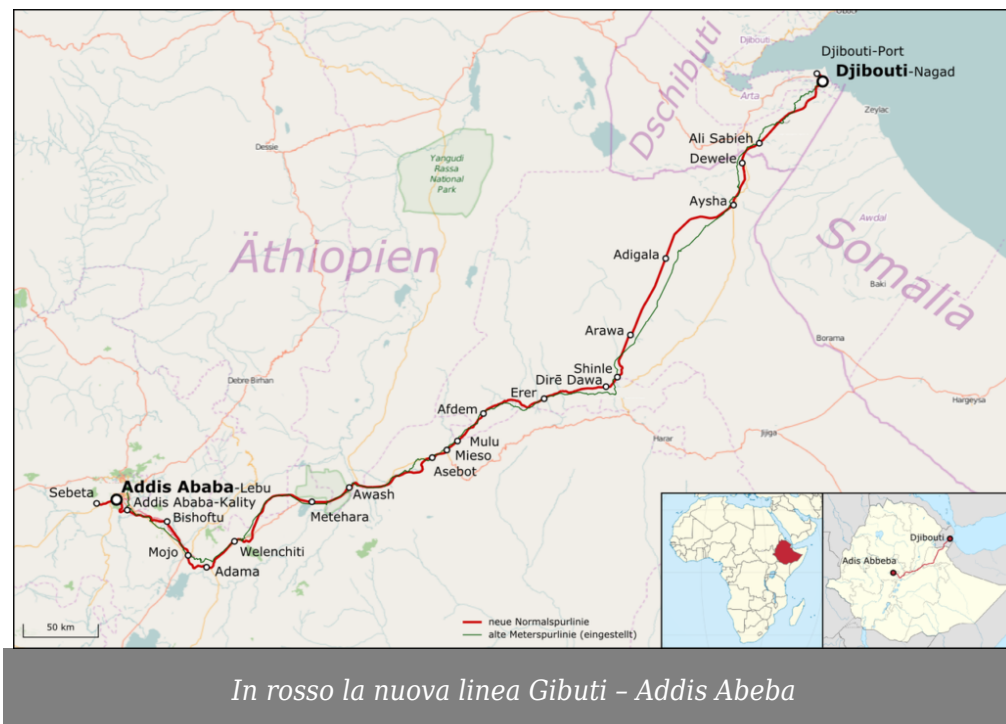 Djibouti-Port
Djibouti-Nagad
Djibouti
Dschibuti
Arta
Zeylac
Ali Sabieh
Dewele
Dessie
Yangudi
Rassa
National
Park
Aysha
Awdal
Somalia
Äthiopien
Adigala
Baki
Arawa
Borama
Shinle
Dirē Dawa
Debre Birhan
Erer
Hargeysa
Afdem
Mulu
Mieso
Harar
Jijiga
Asebot
Addis Ababa-Lebu
Sebeta
Addis Ababa-Kality
Awash
Bishoftu
Metehara
Mojo
Welenchiti
Adama
Djibouti
Adis Abbeba
50 km
neue Normalspurlinie
alte Meterspurlinie (eingestellt)
In rosso la nuova linea Gibuti – Addis Abeba